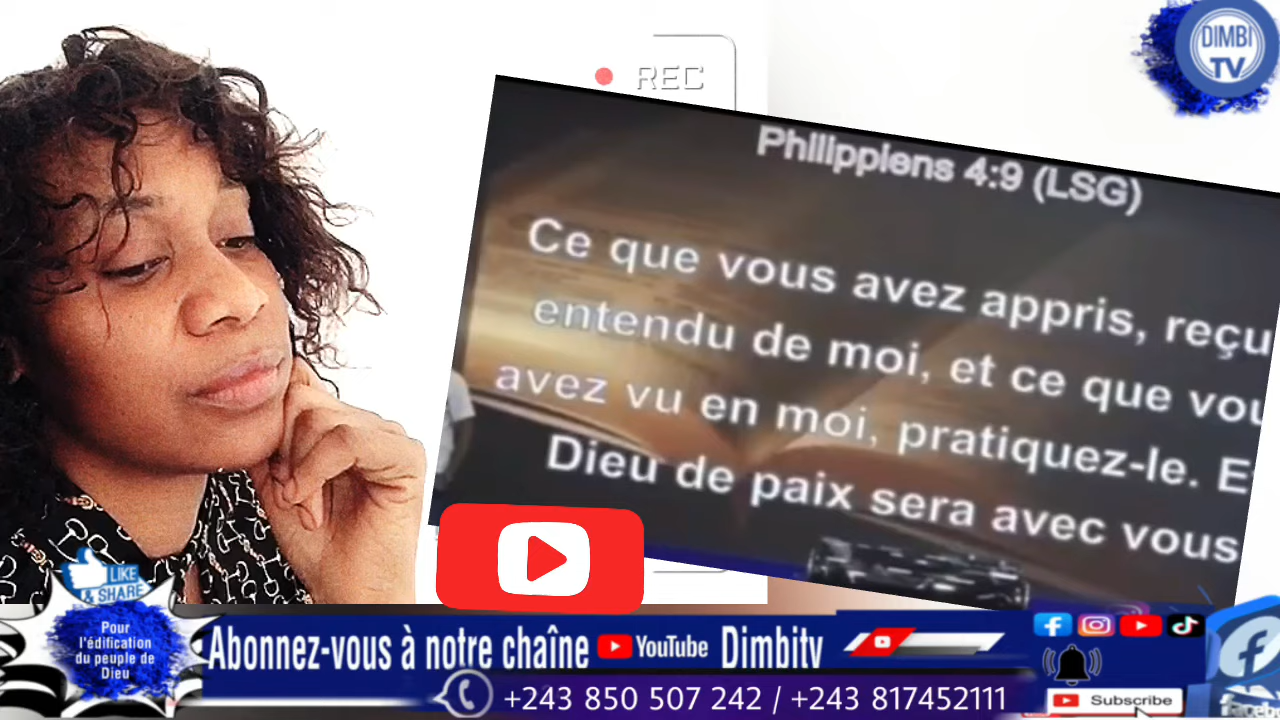 DIMBI
TV
REC
Philippiens 4:9 (LSG)
Ce que vous avez appris, reçu
entendu de moi, et ce que vou
avez vu en moi, pratiquez-le. E
Dieu de paix sera avec vous
LIKE
& SHARE
Pour
l'édification
du peuple de
Dieu
Abonnez-vous à notre chaîne YouTube Dimbitv
+243 850 507 242 / +243 817452111
Subscribe